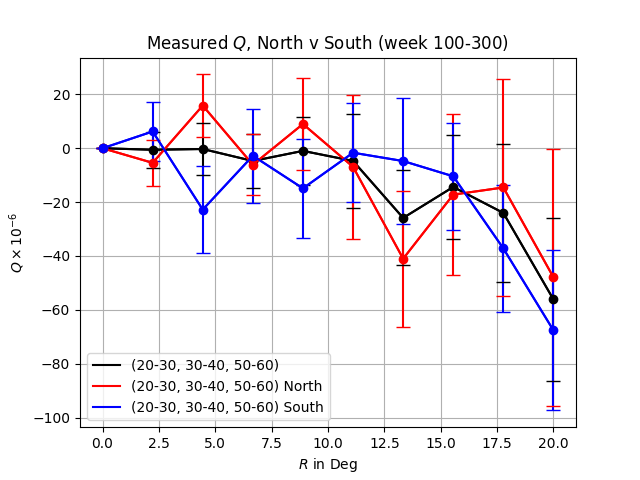 Measured Q, North v South (week 100-300)
20
0
−20
−40
−60
−80
−100
Q × 10⁻⁶
(20-30, 30-40, 50-60)
(20-30, 30-40, 50-60) North
(20-30, 30-40, 50-60) South
0.0 2.5 5.0 7.5 10.0 12.5 15.0 17.5 20.0
R in Deg